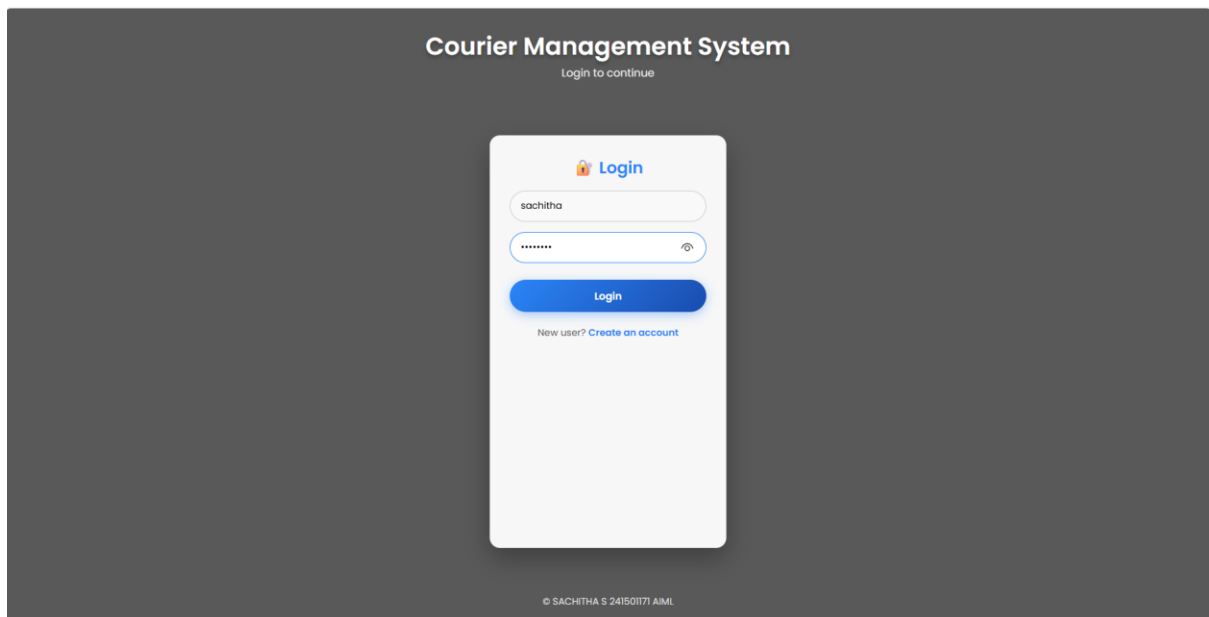 Courier Management System
Login to continue
Login
sachitha
••••••••
Login
New user? Create an account
© SACHITHA S 241501171 AIML